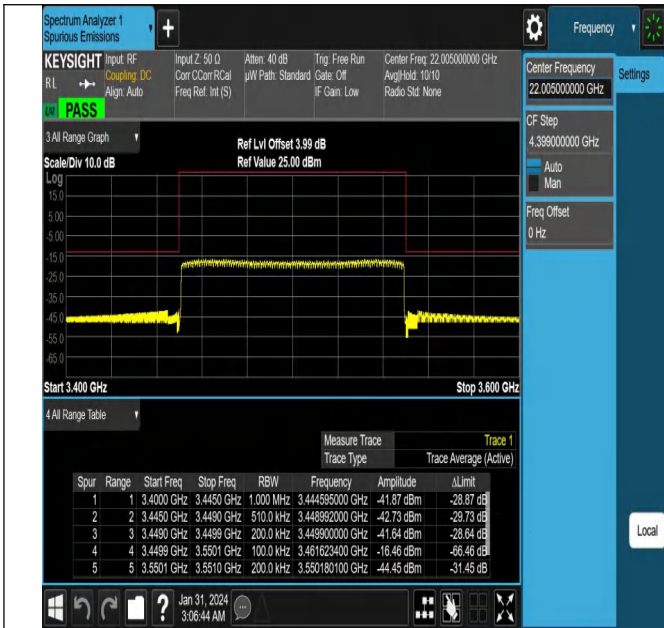 Spectrum Analyzer 1
Spurious Emissions
Frequency
KEYSIGHT Input: RF Input Z: 50 Ω Atten: 40 dB Trig: Free Run Center Freq: 22.005000000 GHz
RL Coupling: DC Corr CCorr RCal µW Path: Standard Gate: Off Avg|Hold: 10/10
Align: Auto Freq Ref: Int (S) IF Gain: Low Radio Std: None
LXI PASS
Center Frequency
22.005000000 GHz
Settings
CF Step
4.399000000 GHz
Auto
Man
Freq Offset
0 Hz
3 All Range Graph
Ref Lvl Offset 3.99 dB
Scale/Div 10.0 dB Ref Value 25.00 dBm
Log
15.0
5.00
-5.00
-15.0
-25.0
-35.0
-45.0
-55.0
-65.0
Start 3.400 GHz Stop 3.600 GHz
4 All Range Table
Measure Trace Trace 1
Trace Type Trace Average (Active)
Spur Range Start Freq Stop Freq RBW Frequency Amplitude ΔLimit
1 1 3.4000 GHz 3.4450 GHz 1.000 MHz 3.444595000 GHz -41.87 dBm -28.87 dB
2 2 3.4450 GHz 3.4490 GHz 510.0 kHz 3.448992000 GHz -42.73 dBm -29.73 dB
3 3 3.4490 GHz 3.4499 GHz 200.0 kHz 3.449900000 GHz -41.64 dBm -28.64 dB
4 4 3.4499 GHz 3.5501 GHz 100.0 kHz 3.461623400 GHz -16.46 dBm -66.46 dB
5 5 3.5501 GHz 3.5510 GHz 200.0 kHz 3.550180100 GHz -44.45 dBm -31.45 dB
Local
Jan 31, 2024
3:06:44 AM